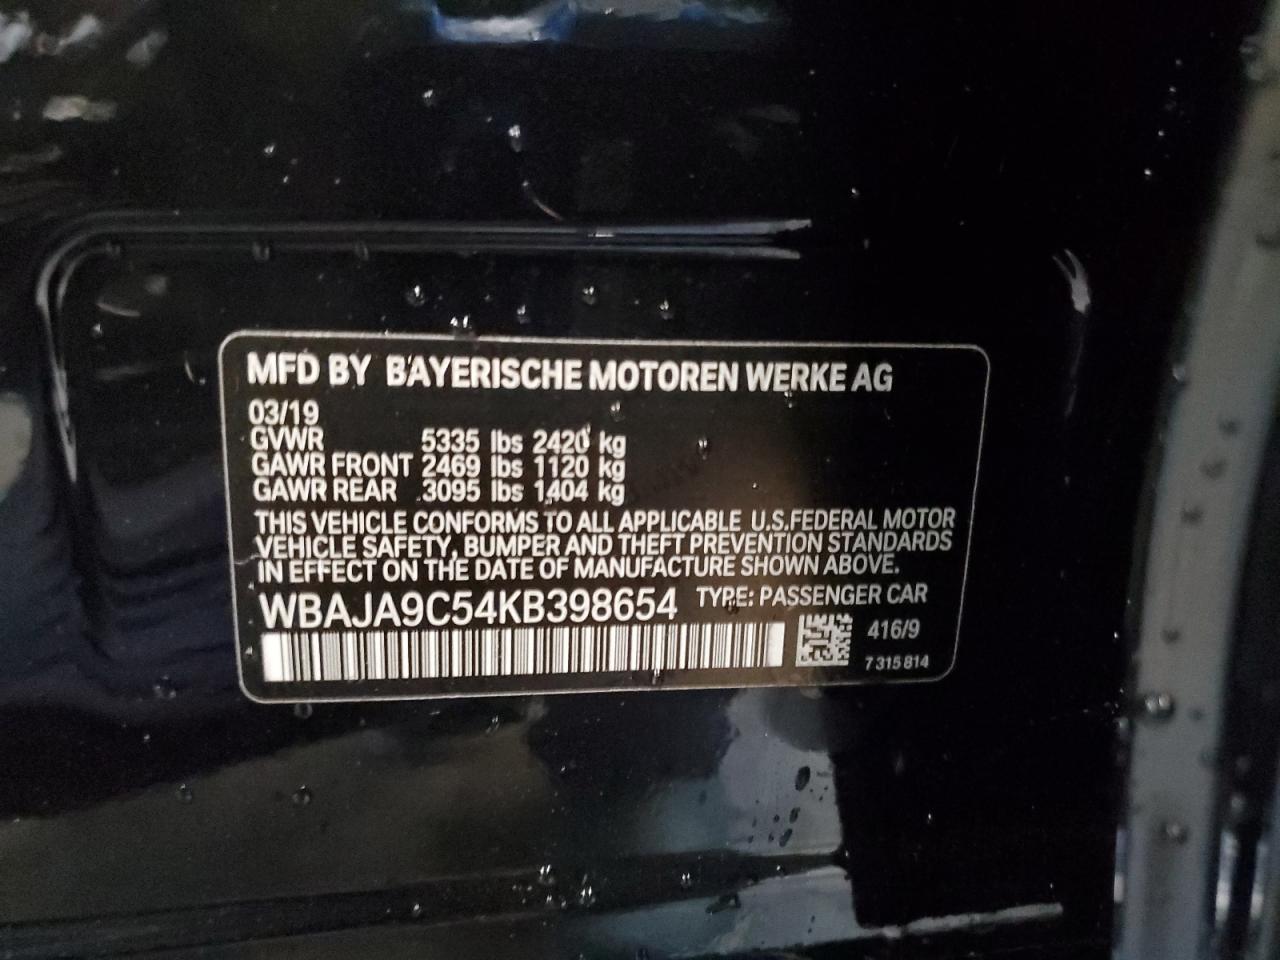 MFD BY BAYERISCHE MOTOREN WERKE AG
03/19
GVWR 5335 lbs 2420 kg
GAWR FRONT 2469 lbs 1120 kg
GAWR REAR 3095 lbs 1404 kg
THIS VEHICLE CONFORMS TO ALL APPLICABLE U.S.FEDERAL MOTOR
VEHICLE SAFETY, BUMPER AND THEFT PREVENTION STANDARDS
IN EFFECT ON THE DATE OF MANUFACTURE SHOWN ABOVE.
WBAJA9C54KB398654 TYPE: PASSENGER CAR
416/9
7 315 814